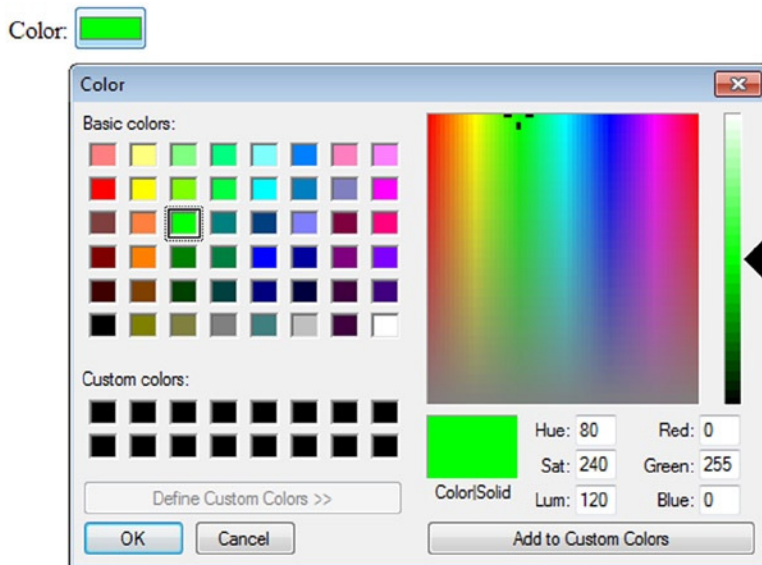 Color:
Color
Basic colors:
Custom colors:
Define Custom Colors >>
OK Cancel
Color|Solid
Hue: 80 Red: 0
Sat: 240 Green: 255
Lum: 120 Blue: 0
Add to Custom Colors